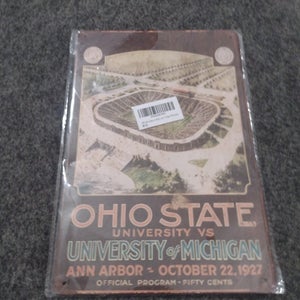 OHIO STATE
UNIVERSITY VS
UNIVERSITY of MICHIGAN
ANN ARBOR - OCTOBER 22, 1927
OFFICIAL PROGRAM - FIFTY CENTS